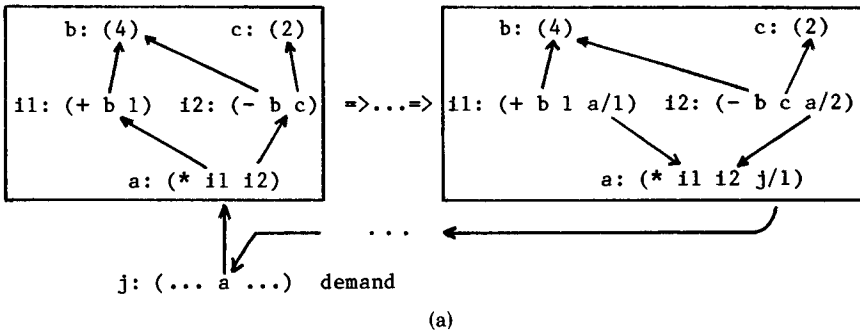 b: (4) c: (2) b: (4) c: (2)
i1: (+ b 1) i2: (- b c) =>...=> i1: (+ b 1 a/1) i2: (- b c a/2)
a: (* i1 i2) a: (* i1 i2 j/1)
...
j: (... a ...) demand
(a)